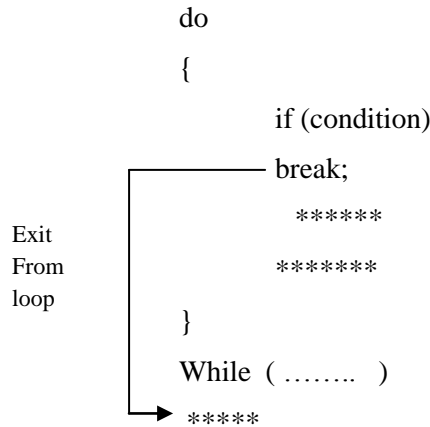 do
{
if (condition)
break;
******
*******
Exit
From
loop
}
While ( …….. )
*****